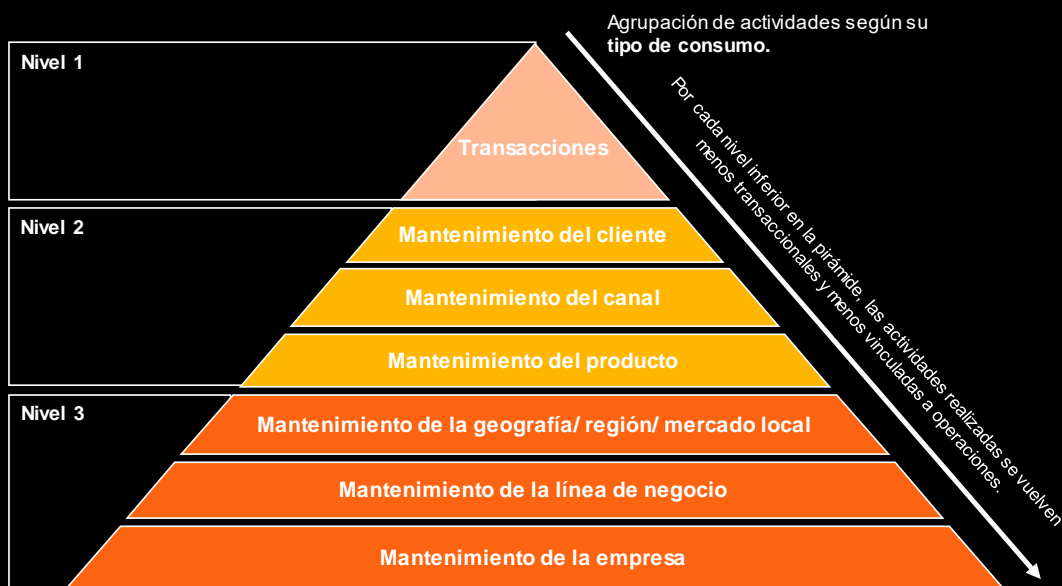 Agrupación de actividades según su
tipo de consumo.
Nivel 1
Transacciones
Por cada nivel inferior en la pirámide, las actividades realizadas se vuelven
menos transaccionales y menos vinculadas a operaciones.
Nivel 2
Mantenimiento del cliente
Mantenimiento del canal
Mantenimiento del producto
Nivel 3
Mantenimiento de la geografía/ región/ mercado local
Mantenimiento de la línea de negocio
Mantenimiento de la empresa